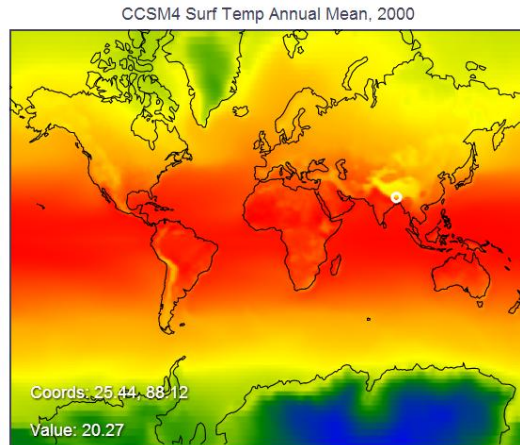 CCSM4 Surf Temp Annual Mean, 2000
Coords: 25.44, 88.12
Value: 20.27